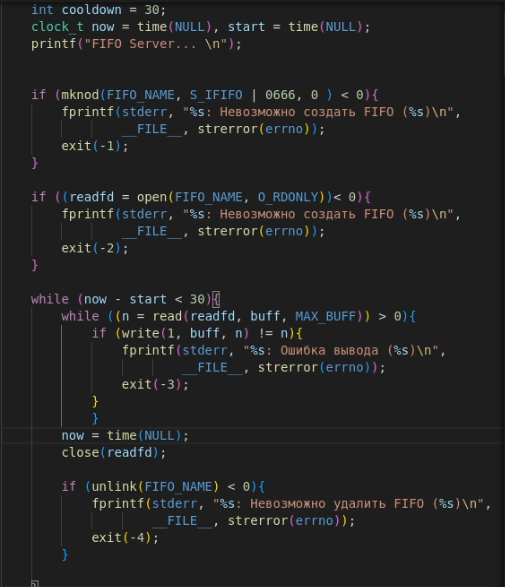 int cooldown = 30;
clock_t now = time(NULL), start = time(NULL);
printf("FIFO Server... \n");
if (mknod(FIFO_NAME, S_IFIFO | 0666, 0 ) < 0){
fprintf(stderr, "%s: Невозможно создать FIFO (%s)\n",
__FILE__, strerror(errno));
exit(-1);
}
if ((readfd = open(FIFO_NAME, O_RDONLY))< 0){
fprintf(stderr, "%s: Невозможно создать FIFO (%s)\n",
__FILE__, strerror(errno));
exit(-2);
}
while (now - start < 30){
while ((n = read(readfd, buff, MAX_BUFF)) > 0){
if (write(1, buff, n) != n){
fprintf(stderr, "%s: Ошибка вывода (%s)\n",
__FILE__, strerror(errno));
exit(-3);
}
}
now = time(NULL);
close(readfd);
if (unlink(FIFO_NAME) < 0){
fprintf(stderr, "%s: Невозможно удалить FIFO (%s)\n",
__FILE__, strerror(errno));
exit(-4);
}
}